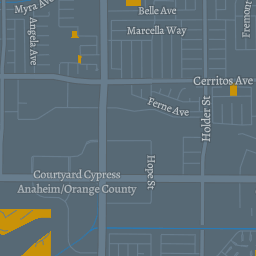 Myra Ave
Belle Ave
Fremont
Angela Ave
Marcella Way
Cerritos Ave
Ferne Ave
Holder St
Courtyard Cypress
Anaheim/Orange County
Hope St